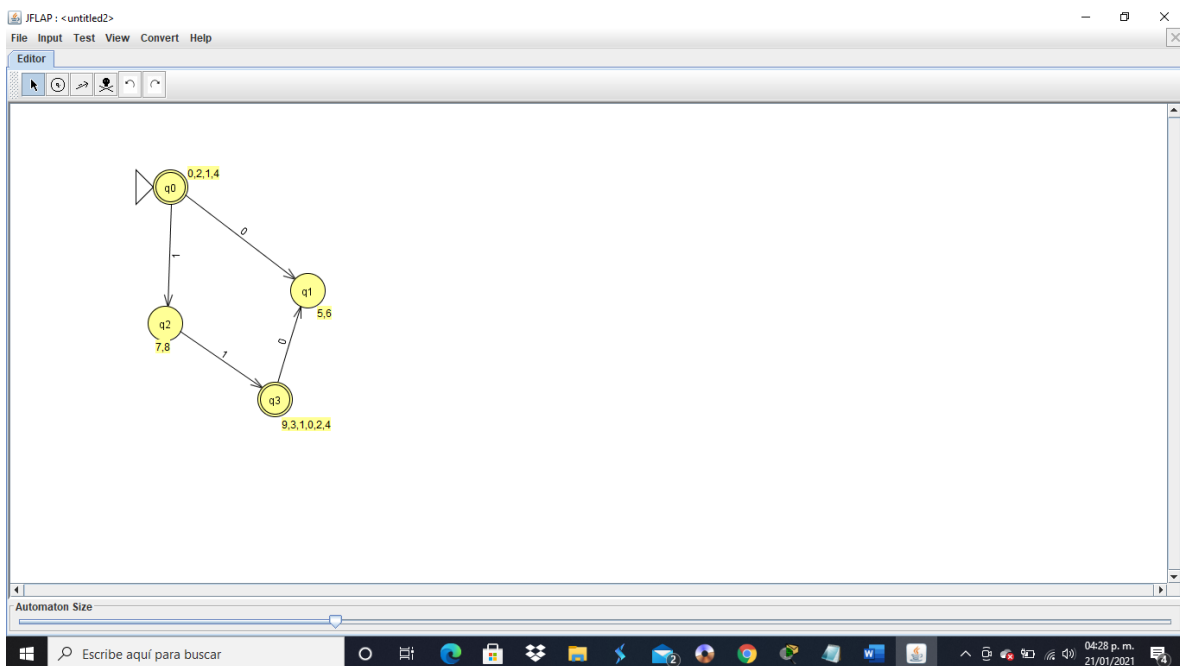 JFLAP : <untitled2>
File Input Test View Convert Help
Editor
q0
0,2,1,4
0
1
q1
5,6
q2
7,8
1
0
q3
9,3,1,0,2,4
Automaton Size
Escribe aquí para buscar
W
2
04:28 p. m.
21/01/2021
4